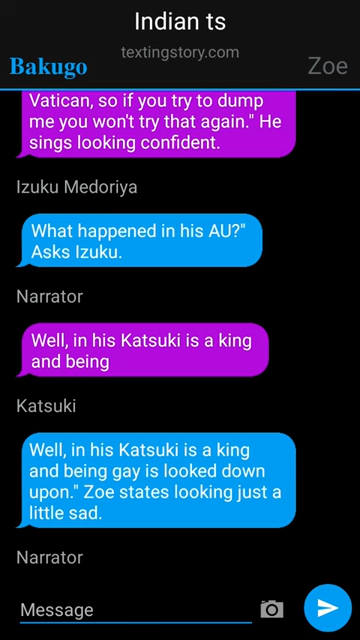 Indian ts
textingstory.com
Bakugo
Zoe
Vatican, so if you try to dump
me you won't try that again." He
sings looking confident.
Izuku Medoriya
What happened in his AU?"
Asks Izuku.
Narrator
Well, in his Katsuki is a king
and being
Katsuki
Well, in his Katsuki is a king
and being gay is looked down
upon." Zoe states looking just a
little sad.
Narrator
Message